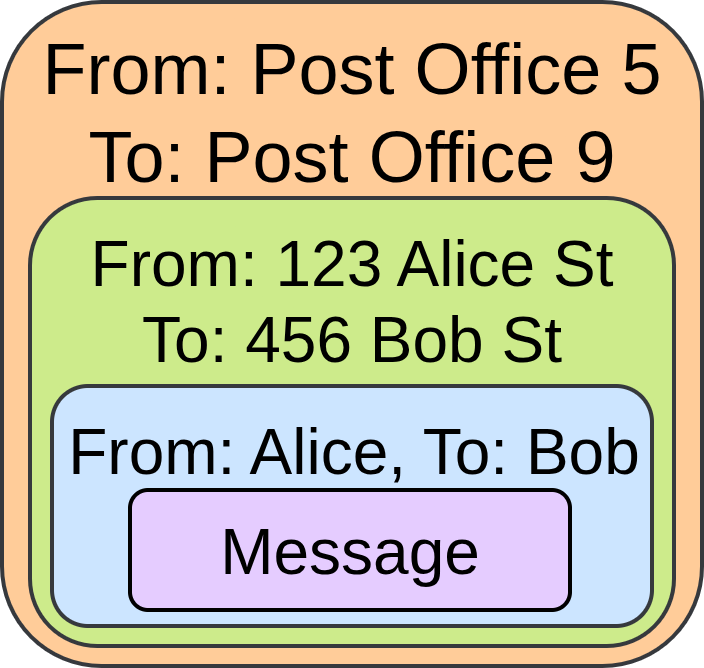 From: Post Office 5
To: Post Office 9
From: 123 Alice St
To: 456 Bob St
From: Alice, To: Bob
Message